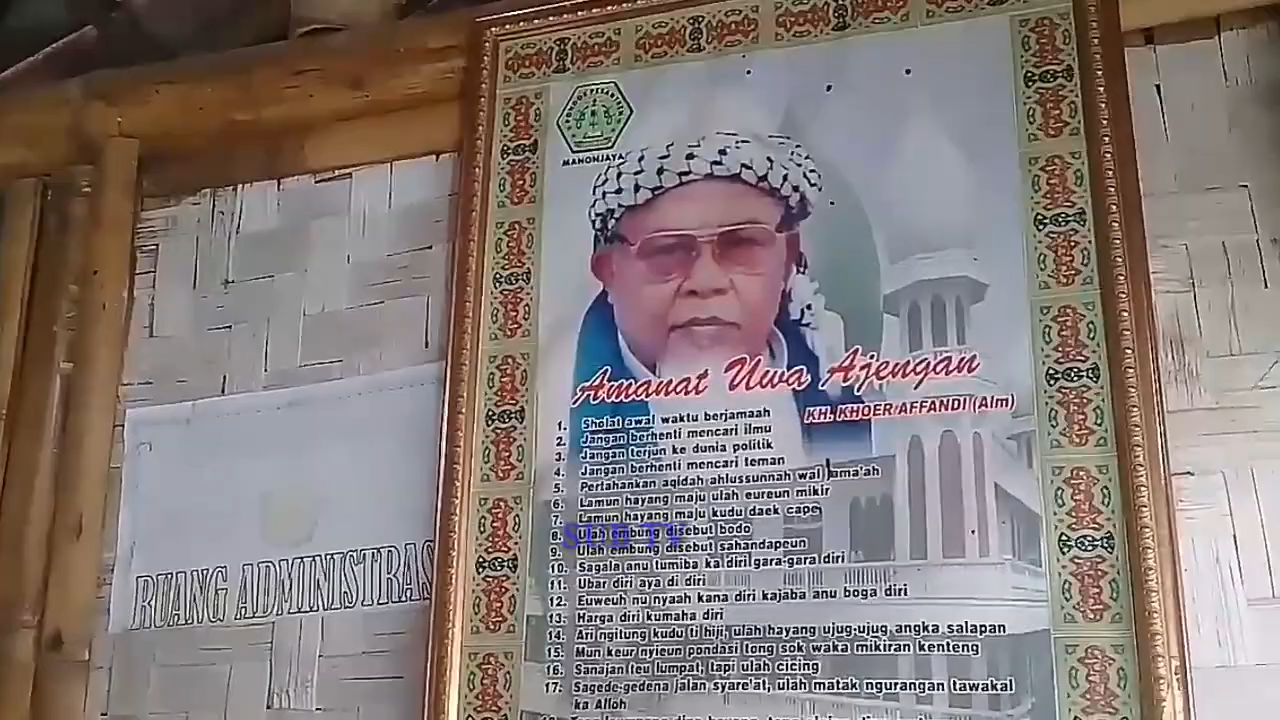 PONDOK PESANTREN
MANONJAYA
Amanat Uwa Ajengan
KH. KHOER AFFANDI (Alm)
1. Sholat awal waktu berjamaah
2. Jangan berhenti mencari ilmu
3. Jangan terjun ke dunia politik
4. Jangan berhenti mencari teman
5. Pertahankan aqidah ahlussunnah wal jama'ah
6. Lamun hayang maju ulah eureun mikir
7. Lamun hayang maju kudu daek cape
8. Ulah embung disebut bodo
9. Ulah embung disebut sahandapeun
10. Sagala anu tumiba ka diri gara-gara diri
11. Ubar diri aya di diri
12. Euweuh nu nyaah kana diri kajaba anu boga diri
13. Harga diri kumaha diri
14. Ari ngitung kudu ti hiji, ulah hayang ujug-ujug angka salapan
15. Mun keur nyieun pondasi tong sok waka mikiran kenteng
16. Sanajan teu lumpat, tapi ulah cicing
17. Sagede-gedena jalan syare'at, ulah matak ngurangan tawakal
ka Alloh
RUANG ADMINISTRAS